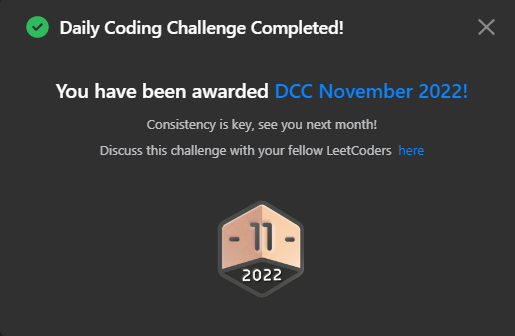 Daily Coding Challenge Completed!
You have been awarded DCC November 2022!
Consistency is key, see you next month!
Discuss this challenge with your fellow LeetCoders here
- 11 -
2022